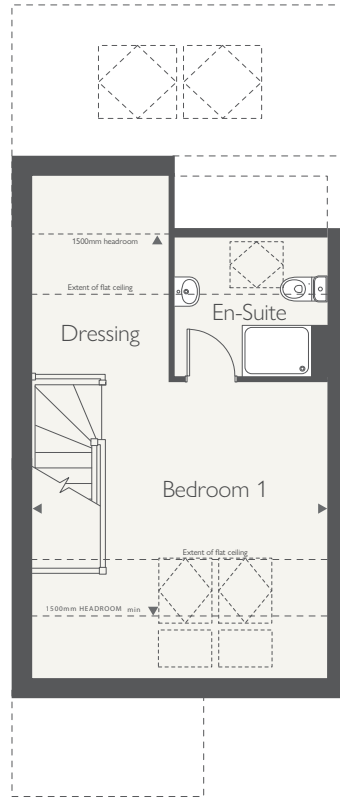 1500mm headroom
Extent of flat ceiling
En-Suite
Dressing
Bedroom 1
Extent of flat ceiling
1500mm HEADROOM min